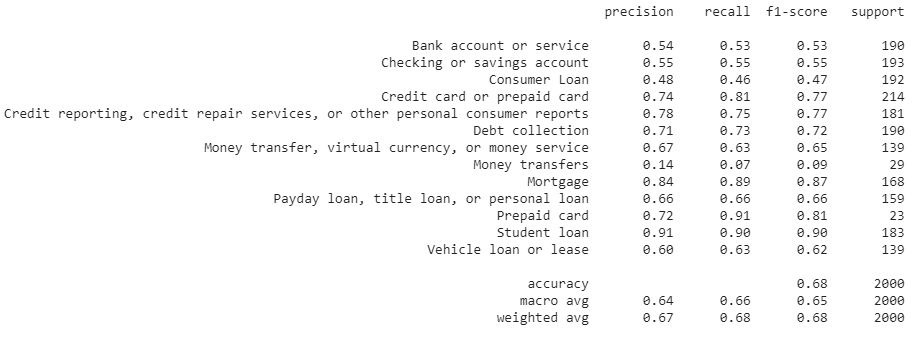 precision recall f1-score support
Bank account or service 0.54 0.53 0.53 190
Checking or savings account 0.55 0.55 0.55 193
Consumer Loan 0.48 0.46 0.47 192
Credit card or prepaid card 0.74 0.81 0.77 214
Credit reporting, credit repair services, or other personal consumer reports 0.78 0.75 0.77 181
Debt collection 0.71 0.73 0.72 190
Money transfer, virtual currency, or money service 0.67 0.63 0.65 139
Money transfers 0.14 0.07 0.09 29
Mortgage 0.84 0.89 0.87 168
Payday loan, title loan, or personal loan 0.66 0.66 0.66 159
Prepaid card 0.72 0.91 0.81 23
Student loan 0.91 0.90 0.90 183
Vehicle loan or lease 0.60 0.63 0.62 139
accuracy 0.68 2000
macro avg 0.64 0.66 0.65 2000
weighted avg 0.67 0.68 0.68 2000